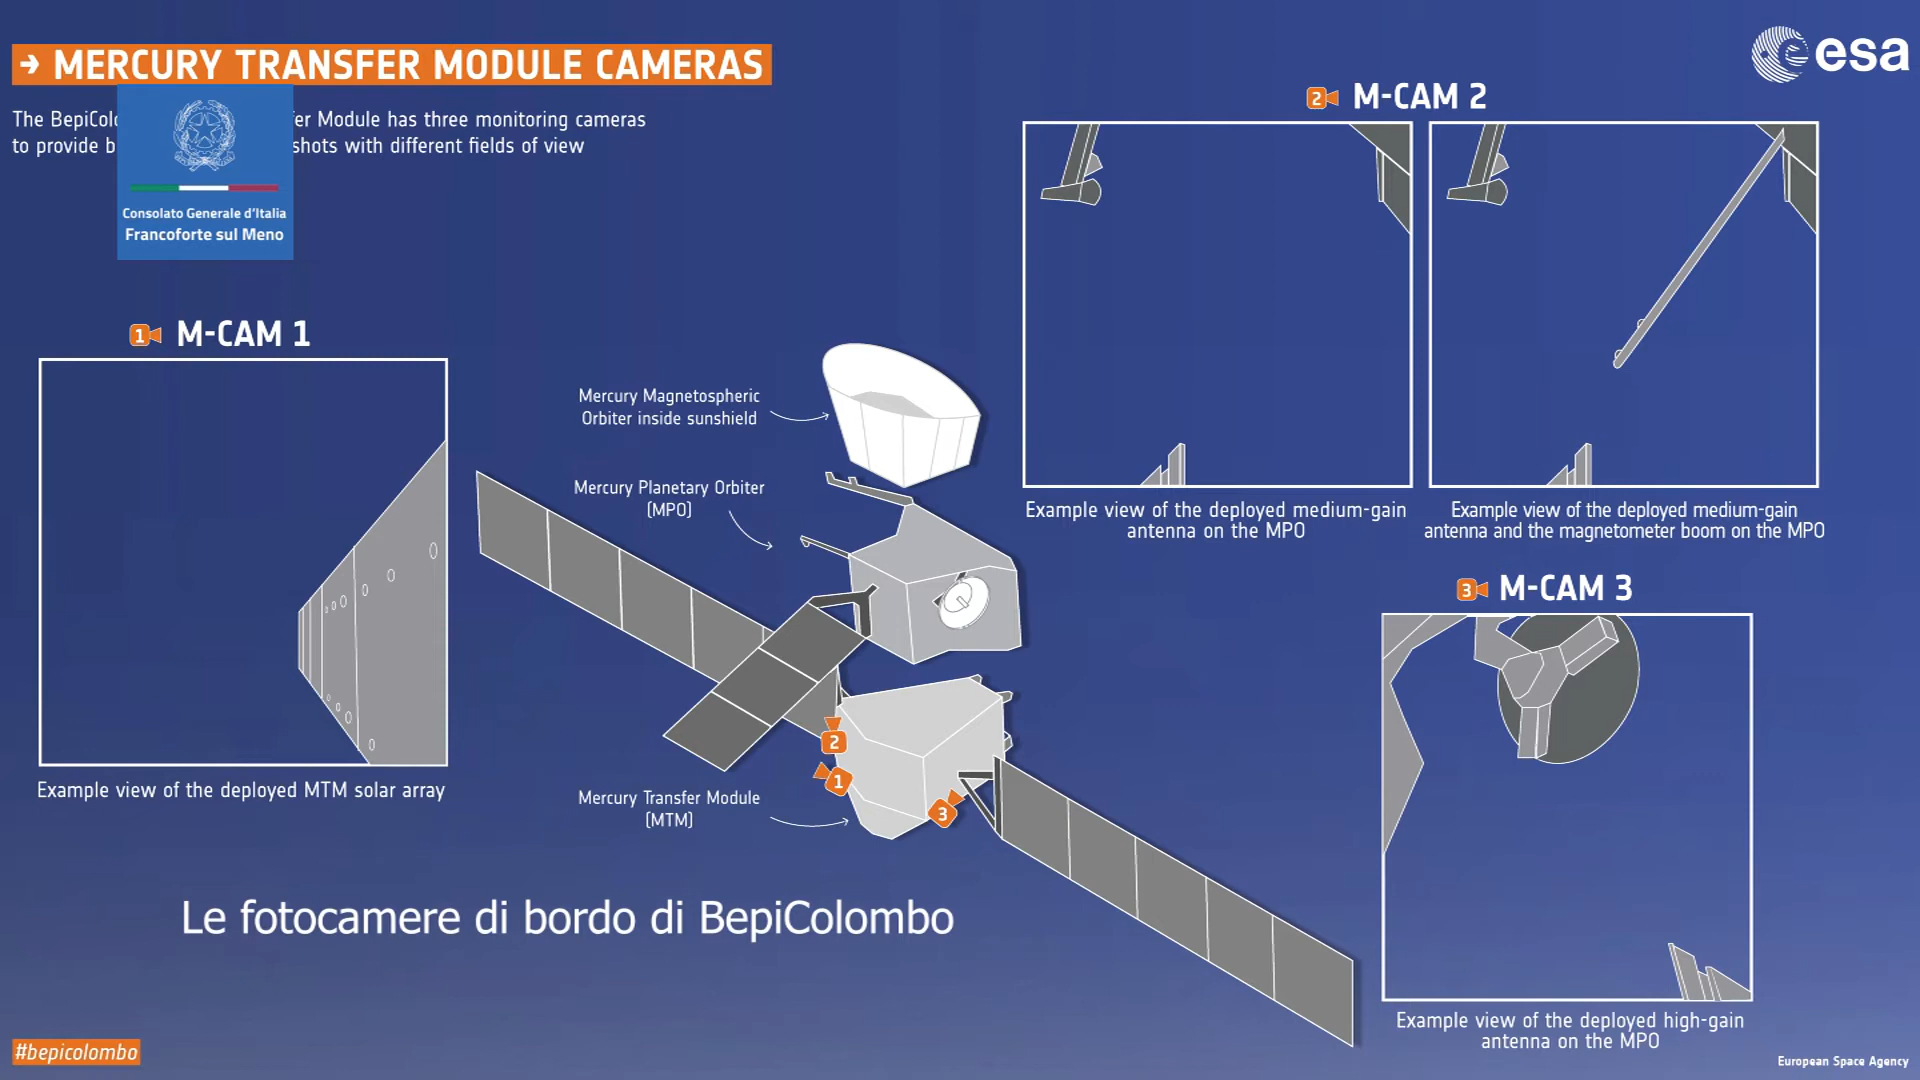 → MERCURY TRANSFER MODULE CAMERAS
esa
The BepiColo er Module has three monitoring cameras
to provide b shots with different fields of view
Consolato Generale d'Italia
Francoforte sul Meno
2 M-CAM 2
Example view of the deployed medium-gain
antenna on the MPO
Example view of the deployed medium-gain
antenna and the magnetometer boom on the MPO
1 M-CAM 1
Example view of the deployed MTM solar array
Mercury Magnetospheric
Orbiter inside sunshield
Mercury Planetary Orbiter
(MPO)
2
1
3
Mercury Transfer Module
(MTM)
3 M-CAM 3
Example view of the deployed high-gain
antenna on the MPO
Le fotocamere di bordo di BepiColombo
#bepicolombo
European Space Agency